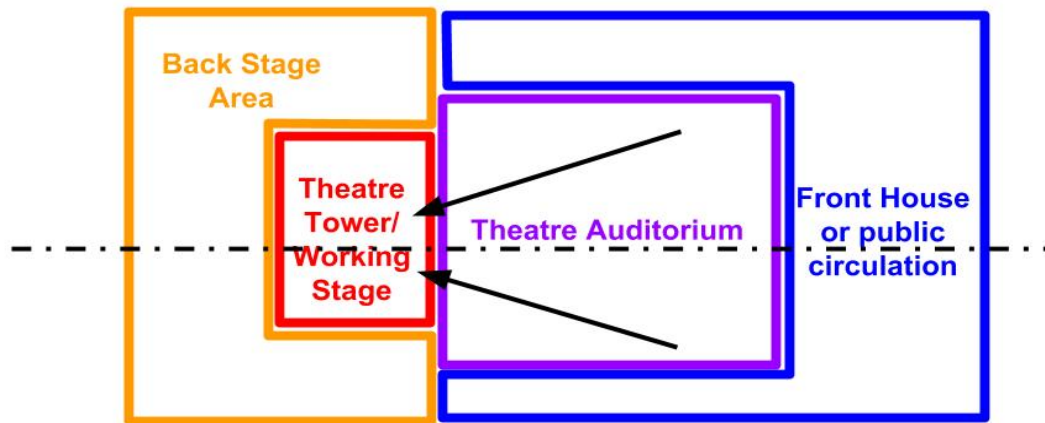 Back Stage
Area
Theatre
Tower/
Working
Stage
Theatre Auditorium
Front House
or public
circulation